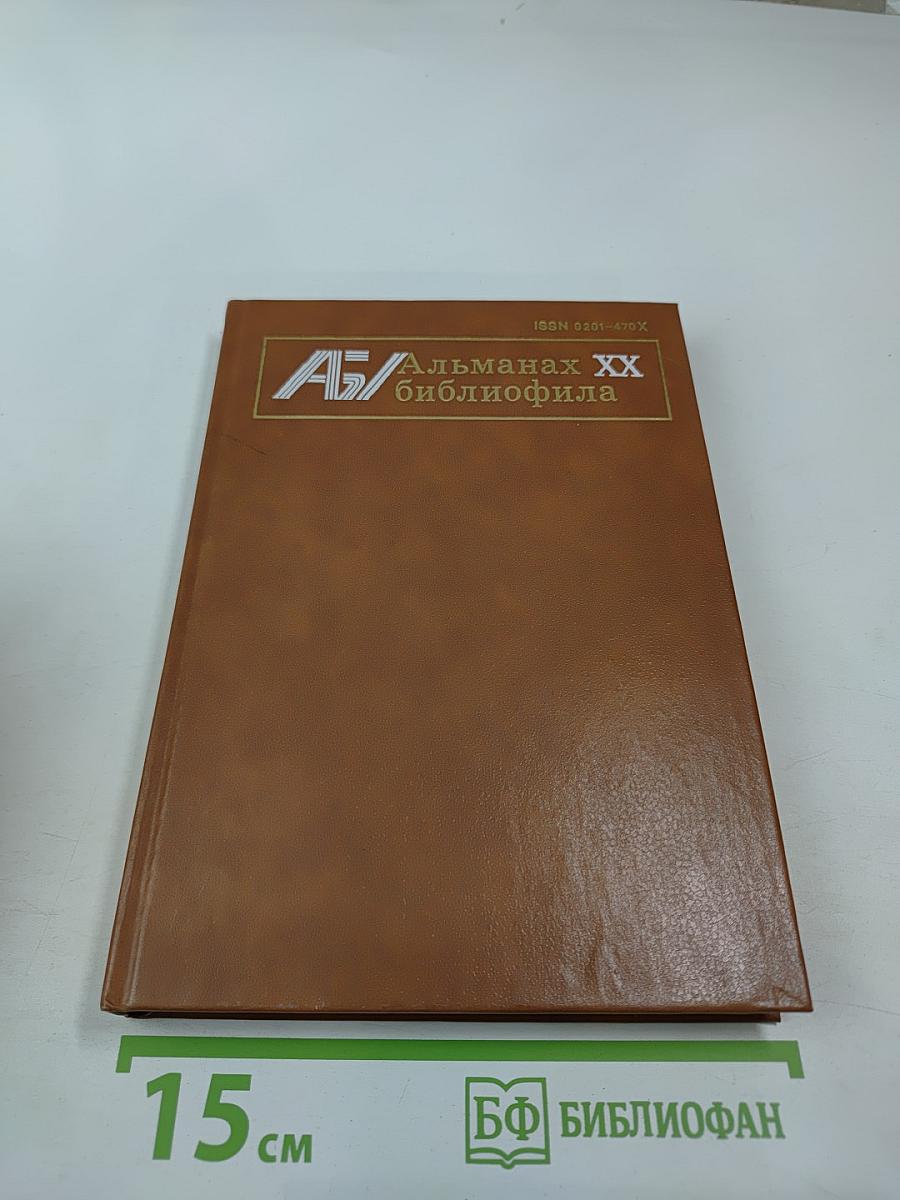 ISSN 0201-470X
АБ Альманах XX
библиофила
15 см
БФ БИБЛИОФАН